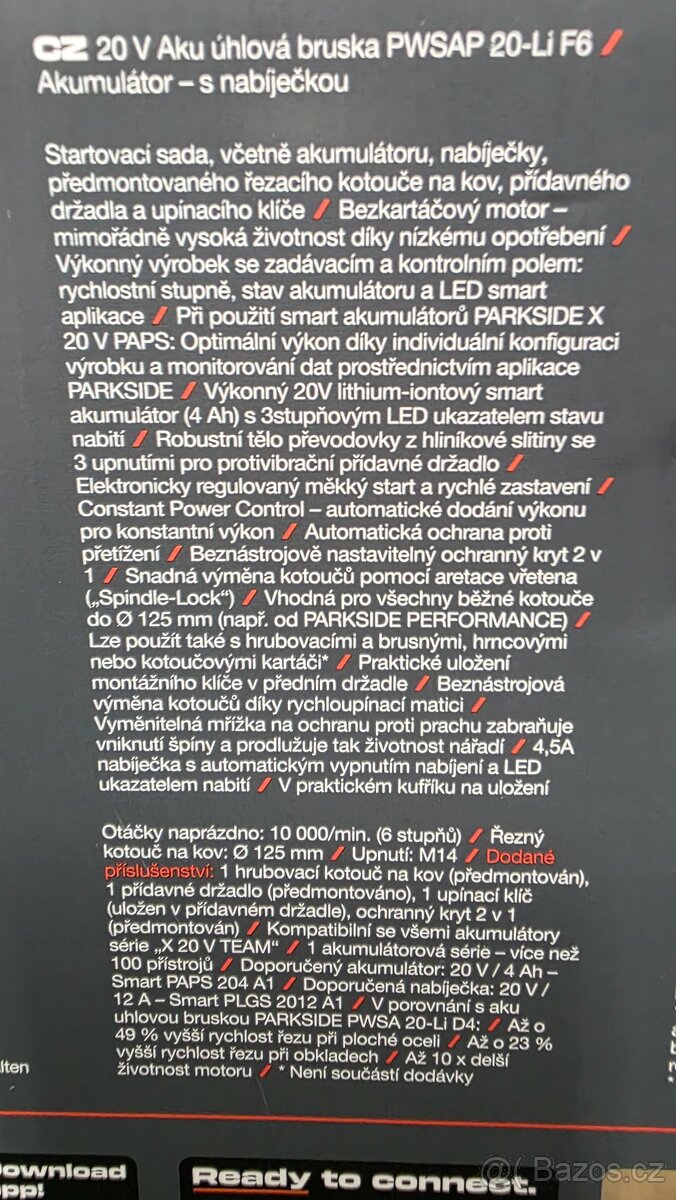 CZ 20 V Aku úhlová bruska PWSAP 20-Li F6 /
Akumulátor – s nabíječkou
Startovací sada, včetně akumulátoru, nabíječky,
předmontovaného řezacího kotouče na kov, přídavného
držadla a upínacího klíče / Bezkartáčový motor –
mimořádně vysoká životnost díky nízkému opotřebení /
Výkonný výrobek se zadávacím a kontrolním polem:
rychlostní stupně, stav akumulátoru a LED smart
aplikace / Při použití smart akumulátorů PARKSIDE X
20 V PAPS: Optimální výkon díky individuální konfiguraci
výrobku a monitorování dat prostřednictvím aplikace
PARKSIDE / Výkonný 20V lithium-iontový smart
akumulátor (4 Ah) s 3stupňovým LED ukazatelem stavu
nabití / Robustní tělo převodovky z hliníkové slitiny se
3 upnutími pro protivibrační přídavné držadlo /
Elektronicky regulovaný měkký start a rychlé zastavení /
Constant Power Control – automatické dodání výkonu
pro konstantní výkon / Automatická ochrana proti
přetížení / Beznástrojově nastavitelný ochranný kryt 2 v
1 / Snadná výměna kotoučů pomocí aretace vřetena
(„Spindle-Lock“) / Vhodná pro všechny běžné kotouče
do Ø 125 mm (např. od PARKSIDE PERFORMANCE) /
Lze použít také s hrubovacími a brusnými, hrncovými
nebo kotoučovými kartáči* / Praktické uložení
montážního klíče v předním držadle / Beznástrojová
výměna kotoučů díky rychloupínací matici /
Vyměnitelná mřížka na ochranu proti prachu zabraňuje
vniknutí špíny a prodlužuje tak životnost nářadí / 4,5A
nabíječka s automatickým vypnutím nabíjení a LED
ukazatelem nabití / V praktickém kufříku na uložení
Otáčky naprázdno: 10 000/min. (6 stupňů) / Řezný
kotouč na kov: Ø 125 mm / Upnutí: M14 / Dodané
příslušenství: 1 hrubovací kotouč na kov (předmontován),
1 přídavné držadlo (předmontováno), 1 upínací klíč
(uložen v přídavném držadle), ochranný kryt 2 v 1
(předmontován) / Kompatibilní se všemi akumulátory
série „X 20 V TEAM“ / 1 akumulátorová série – více než
100 přístrojů / Doporučený akumulátor: 20 V / 4 Ah –
Smart PAPS 204 A1 / Doporučená nabíječka: 20 V /
12 A – Smart PLGS 2012 A1 / V porovnání s aku
uhlovou bruskou PARKSIDE PWSA 20-Li D4: / Až o
49 % vyšší rychlost řezu při ploché oceli / Až o 23 %
vyšší rychlost řezu při obkladech / Až 10 x delší
životnost motoru / * Není součástí dodávky
lten
ownload
pp!
Ready to connect.
@ Bazos.cz